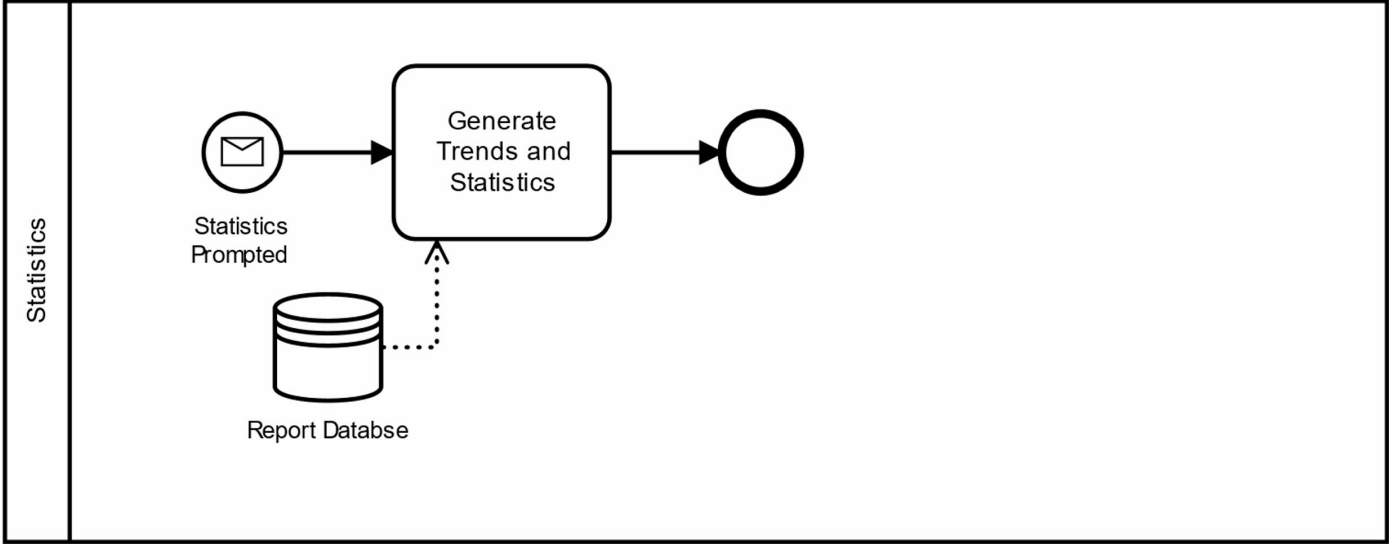 Statistics
Generate
Trends and
Statistics
Statistics
Prompted
Report Databse